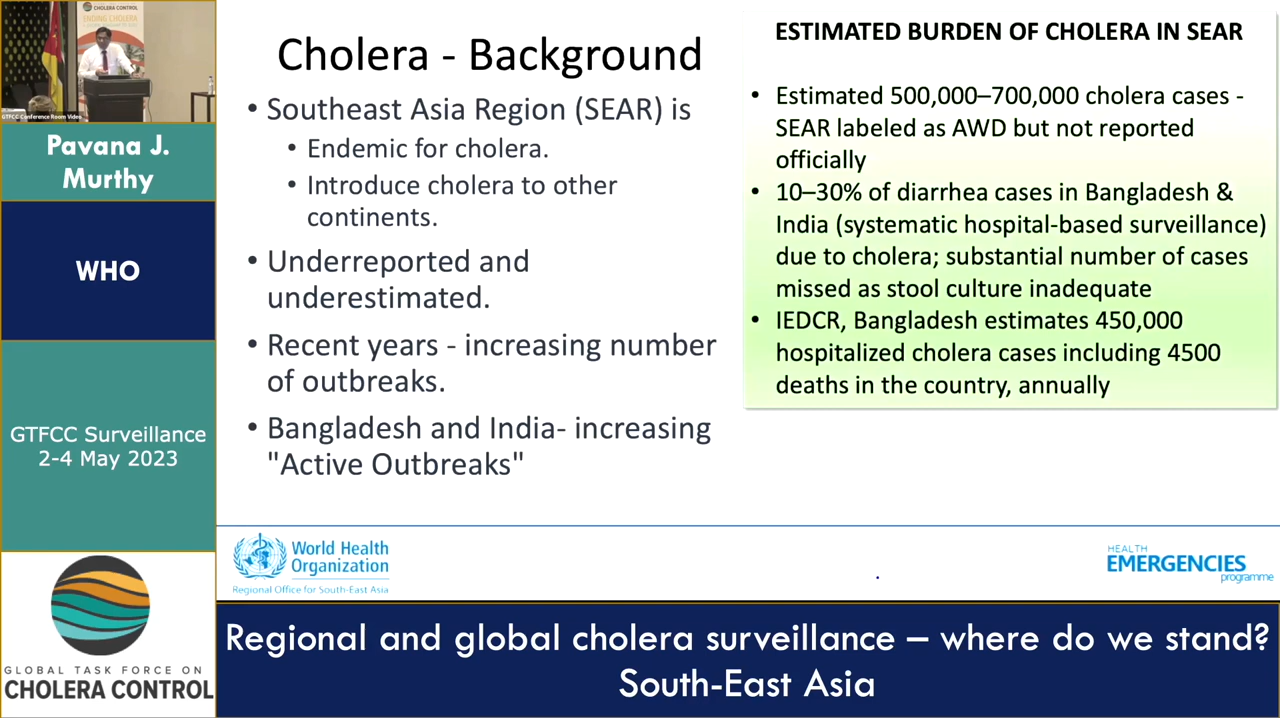 ENDING CHOLERA
GTFCC Conference Room Video
Pavana J.
Murthy
WHO
GTFCC Surveillance
2-4 May 2023
GLOBAL TASK FORCE ON
CHOLERA CONTROL
Cholera - Background
• Southeast Asia Region (SEAR) is
• Endemic for cholera.
• Introduce cholera to other
continents.
• Underreported and
underestimated.
• Recent years - increasing number
of outbreaks.
• Bangladesh and India- increasing
"Active Outbreaks"
ESTIMATED BURDEN OF CHOLERA IN SEAR
• Estimated 500,000–700,000 cholera cases -
SEAR labeled as AWD but not reported
officially
• 10–30% of diarrhea cases in Bangladesh &
India (systematic hospital-based surveillance)
due to cholera; substantial number of cases
missed as stool culture inadequate
• IEDCR, Bangladesh estimates 450,000
hospitalized cholera cases including 4500
deaths in the country, annually
World Health
Organization
Regional Office for South-East Asia
HEALTH
EMERGENCIES
programme
Regional and global cholera surveillance – where do we stand?
South-East Asia